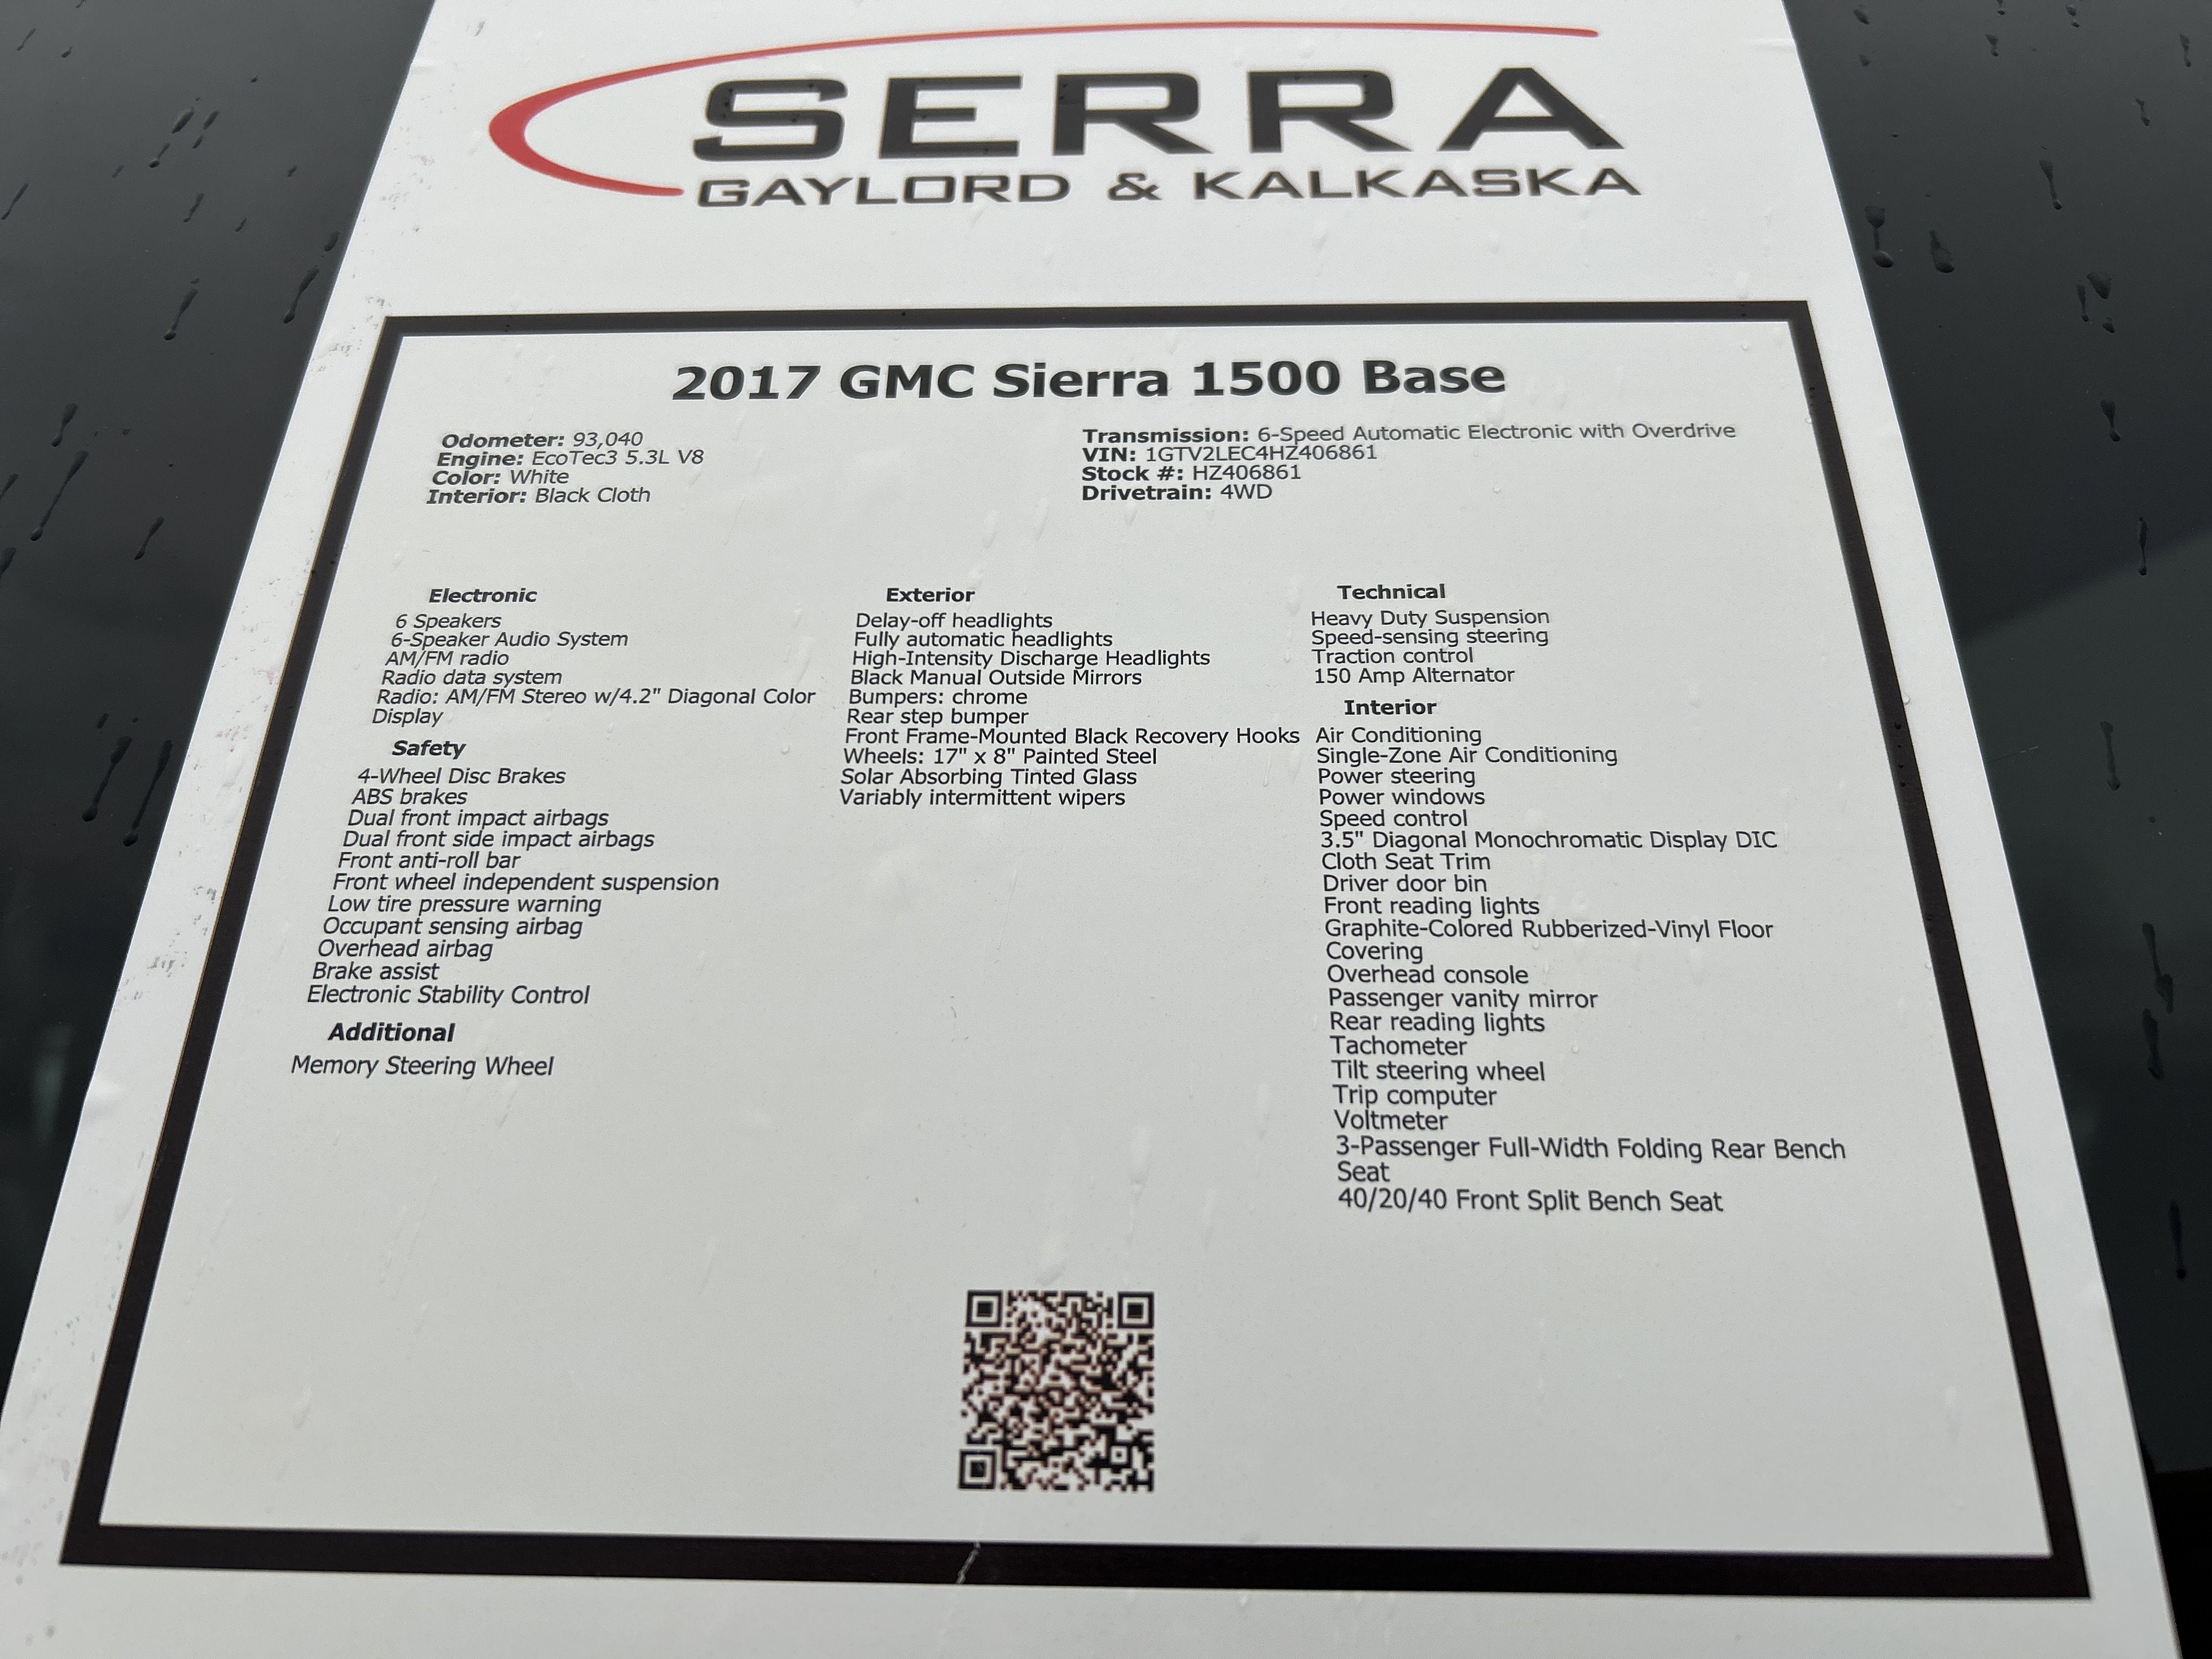 SERRA
GAYLORD & KALKASKA
2017 GMC Sierra 1500 Base
Odometer: 93,040
Engine: EcoTec3 5.3L V8
Color: White
Interior: Black Cloth
Transmission: 6-Speed Automatic Electronic with Overdrive
VIN: 1GTV2LEC4HZ406861
Stock #: HZ406861
Drivetrain: 4WD
Electronic
6 Speakers
6-Speaker Audio System
AM/FM radio
Radio data system
Radio: AM/FM Stereo w/4.2" Diagonal Color
Display
Safety
4-Wheel Disc Brakes
ABS brakes
Dual front impact airbags
Dual front side impact airbags
Front anti-roll bar
Front wheel independent suspension
Low tire pressure warning
Occupant sensing airbag
Overhead airbag
Brake assist
Electronic Stability Control
Additional
Memory Steering Wheel
Exterior
Delay-off headlights
Fully automatic headlights
High-Intensity Discharge Headlights
Black Manual Outside Mirrors
Bumpers: chrome
Rear step bumper
Front Frame-Mounted Black Recovery Hooks
Wheels: 17" x 8" Painted Steel
Solar Absorbing Tinted Glass
Variably intermittent wipers
Technical
Heavy Duty Suspension
Speed-sensing steering
Traction control
150 Amp Alternator
Interior
Air Conditioning
Single-Zone Air Conditioning
Power steering
Power windows
Speed control
3.5" Diagonal Monochromatic Display DIC
Cloth Seat Trim
Driver door bin
Front reading lights
Graphite-Colored Rubberized-Vinyl Floor
Covering
Overhead console
Passenger vanity mirror
Rear reading lights
Tachometer
Tilt steering wheel
Trip computer
Voltmeter
3-Passenger Full-Width Folding Rear Bench
Seat
40/20/40 Front Split Bench Seat